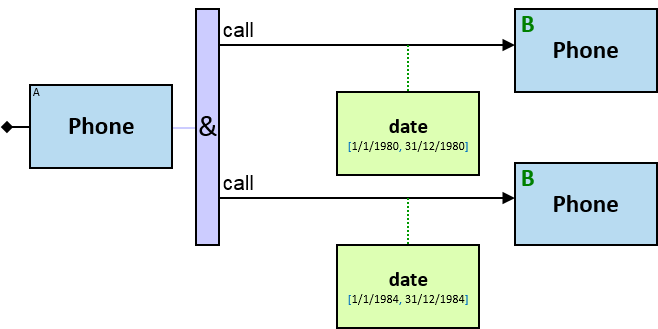 call
B
Phone
A
Phone
&
date
[1/1/1980, 31/12/1980]
call
B
Phone
date
[1/1/1984, 31/12/1984]